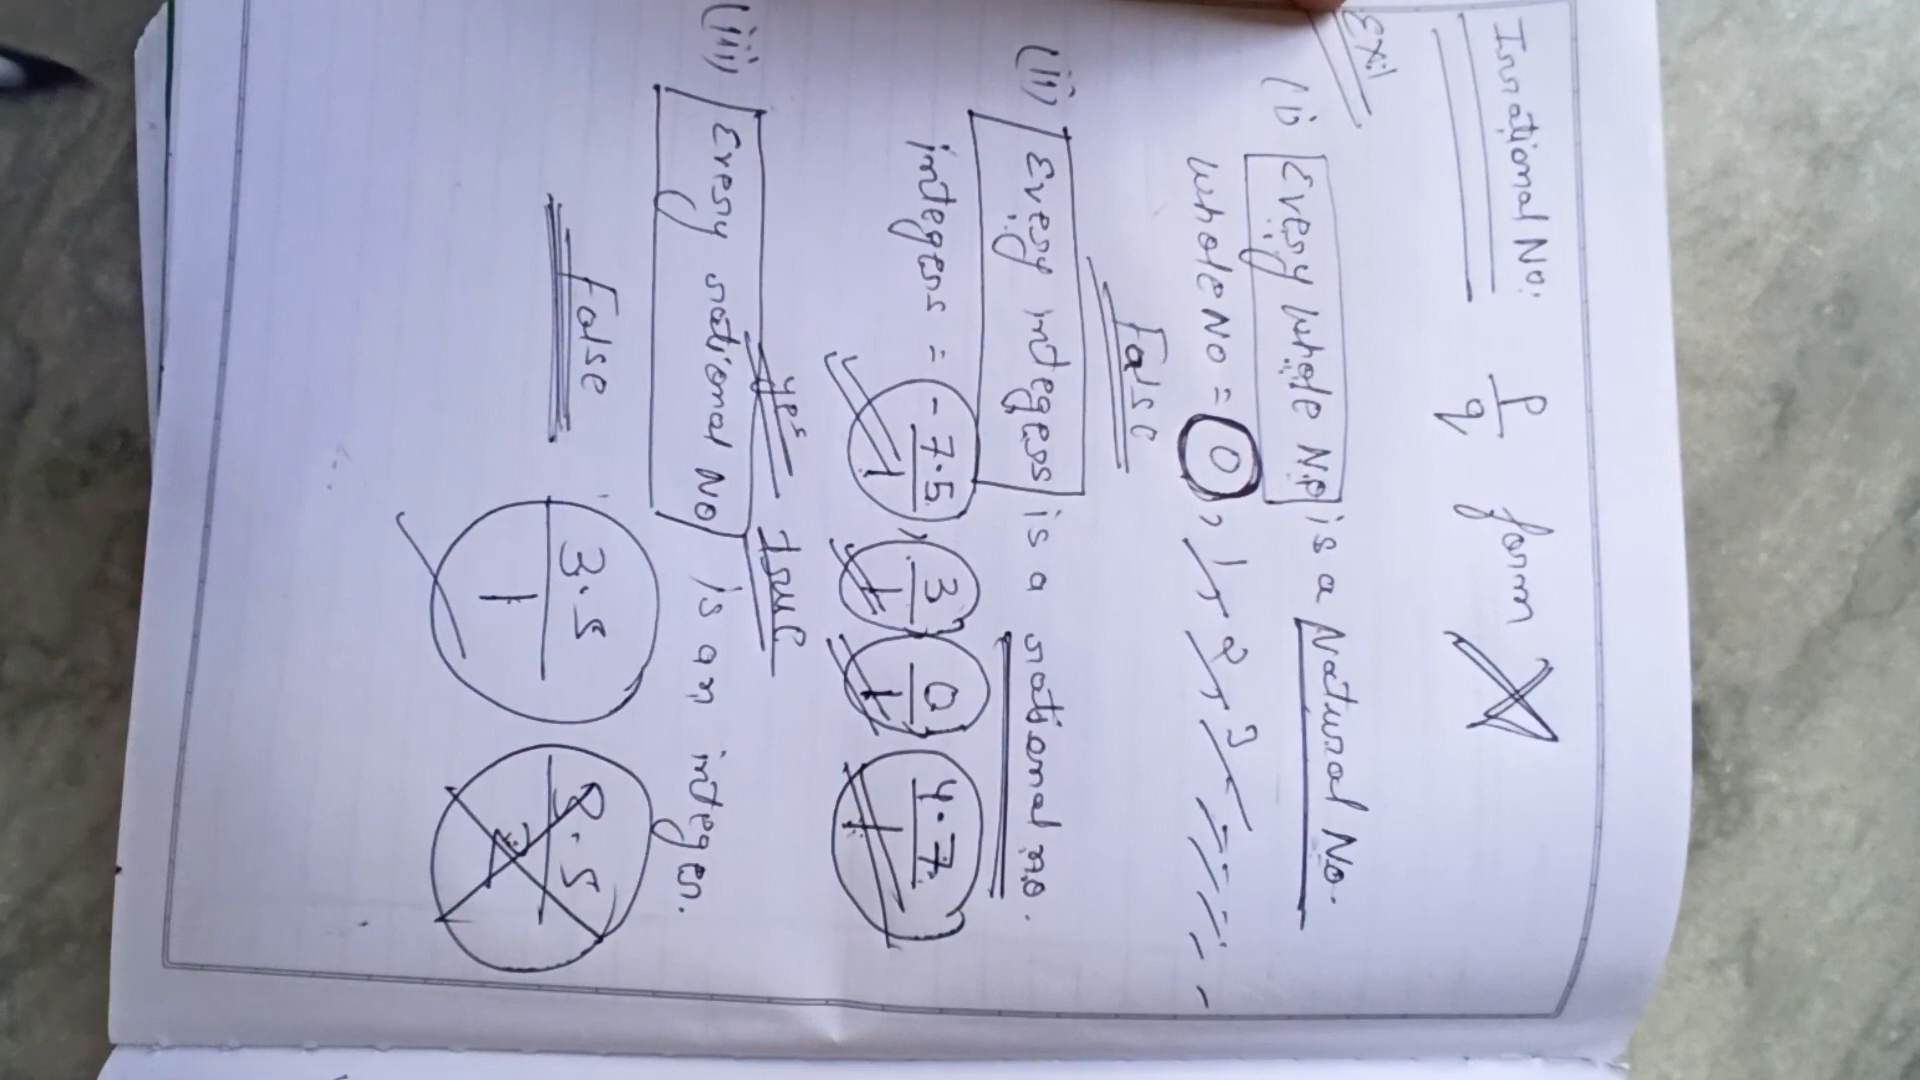 Irrational No. p/q form
Ex:1
(i) Every whole No is a Natural No.
whole No = 0, 1, 2, 3 - - - - - -
False
(ii) Every integers is a rational no.
integers = -7.5/1, 3/1, 0/1, 4.7/1
yes True
(iii) Every rational No is an integer.
False 3.5/1